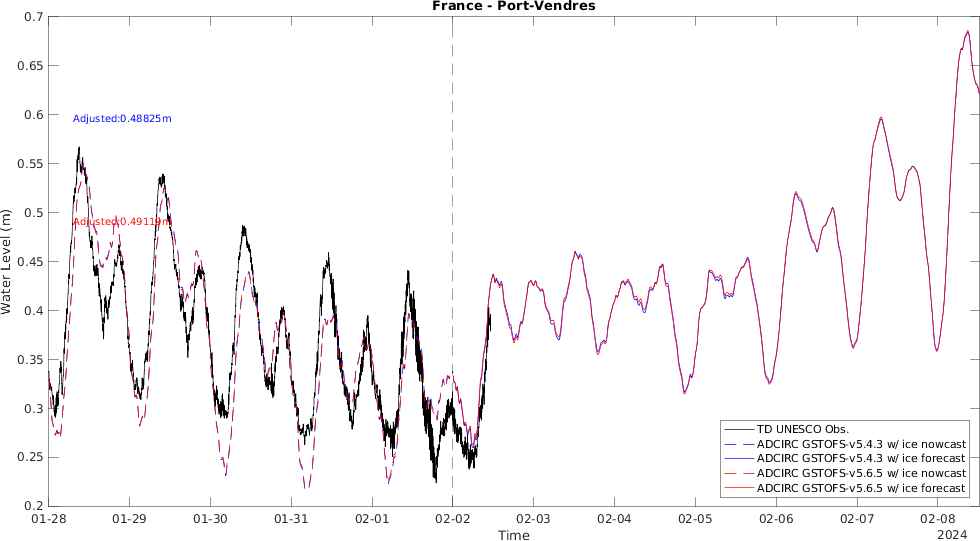 France - Port-Vendres
0.7
0.65
0.6
0.55
0.5
0.45
0.4
0.35
0.3
0.25
0.2
Water Level (m)
Adjusted:0.48825m
Adjusted:0.49119m
TD UNESCO Obs.
ADCIRC GSTOFS-v5.4.3 w/ ice nowcast
ADCIRC GSTOFS-v5.4.3 w/ ice forecast
ADCIRC GSTOFS-v5.6.5 w/ ice nowcast
ADCIRC GSTOFS-v5.6.5 w/ ice forecast
01-28 01-29 01-30 01-31 02-01 02-02 02-03 02-04 02-05 02-06 02-07 02-08
Time
2024